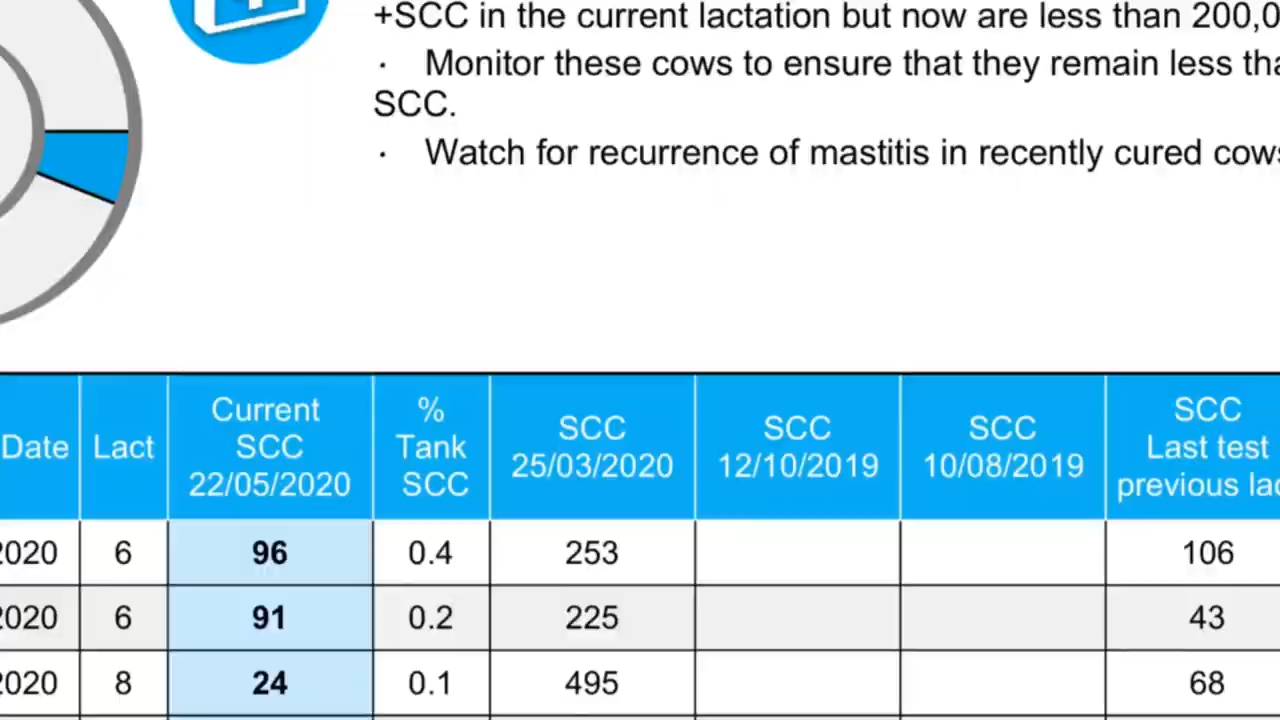 +SCC in the current lactation but now are less than 200,0
· Monitor these cows to ensure that they remain less tha
SCC.
· Watch for recurrence of mastitis in recently cured cows
Date Lact Current SCC 22/05/2020 % Tank SCC SCC 25/03/2020 SCC 12/10/2019 SCC 10/08/2019 SCC Last test previous lac
2020 6 96 0.4 253 106
2020 6 91 0.2 225 43
2020 8 24 0.1 495 68